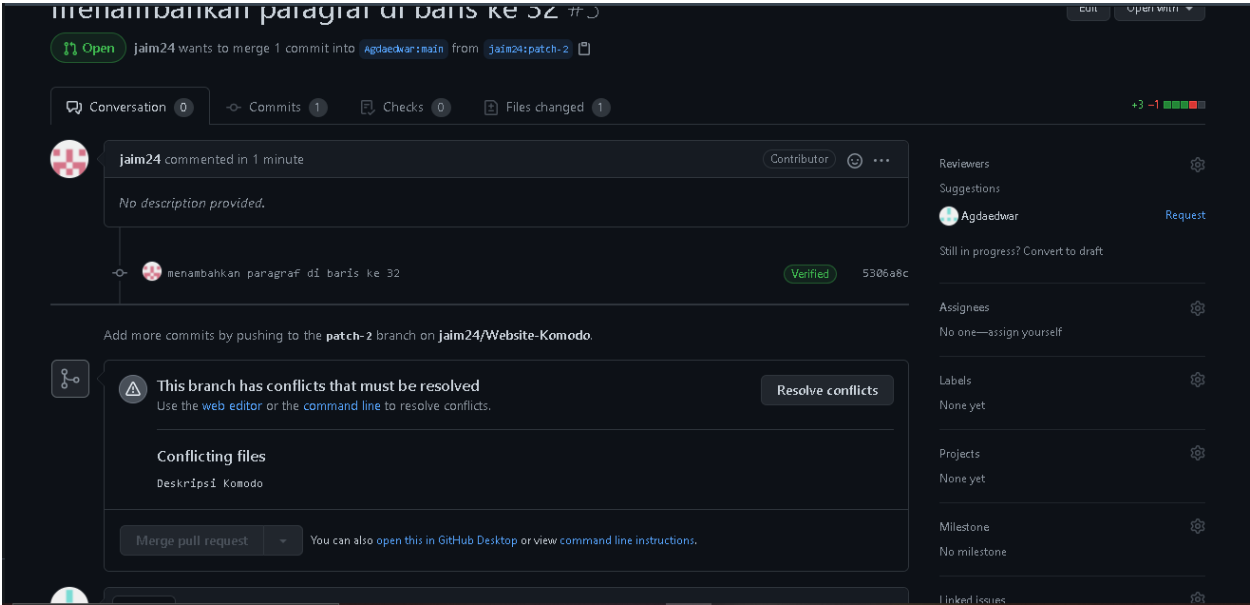 menambahkan paragraf di baris ke 32 #3
Edit
Open with
Open
jaim24 wants to merge 1 commit into Agdaedwar:main from jaim24:patch-2
Conversation 0
Commits 1
Checks 0
Files changed 1
+3 −1
jaim24 commented in 1 minute
Contributor
No description provided.
menambahkan paragraf di baris ke 32
Verified
5306a8c
Add more commits by pushing to the patch-2 branch on jaim24/Website-Komodo.
This branch has conflicts that must be resolved
Use the web editor or the command line to resolve conflicts.
Resolve conflicts
Conflicting files
Deskripsi Komodo
Merge pull request
You can also open this in GitHub Desktop or view command line instructions.
Reviewers
Suggestions
Agdaedwar
Request
Still in progress? Convert to draft
Assignees
No one—assign yourself
Labels
None yet
Projects
None yet
Milestone
No milestone
Linked issues